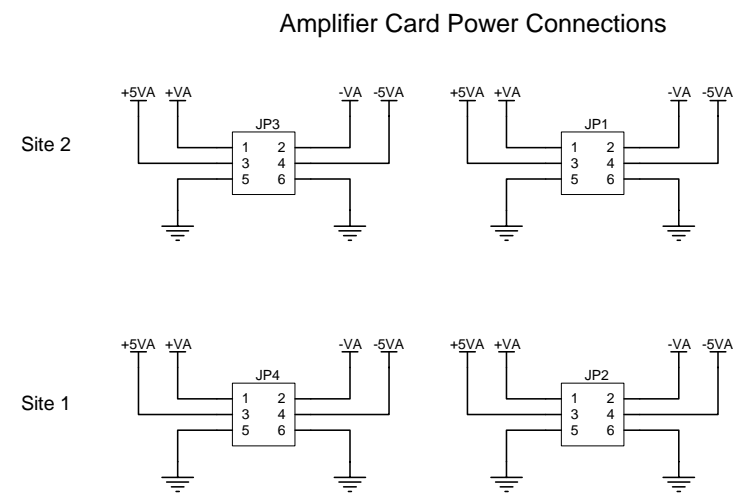 Amplifier Card Power Connections
+5VA +VA -VA -5VA +5VA +VA -VA -5VA
JP3 JP1
Site 2
1 2 1 2
3 4 3 4
5 6 5 6
+5VA +VA -VA -5VA +5VA +VA -VA -5VA
JP4 JP2
Site 1
1 2 1 2
3 4 3 4
5 6 5 6